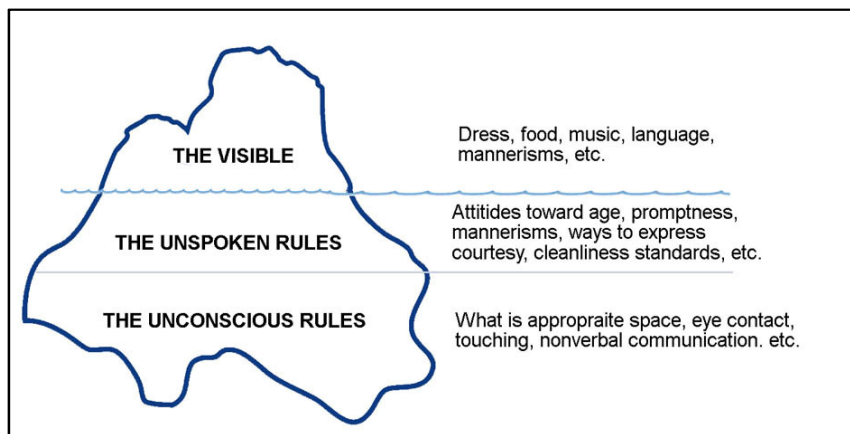 THE VISIBLE
Dress, food, music, language,
mannerisms, etc.
THE UNSPOKEN RULES
Attitides toward age, promptness,
mannerisms, ways to express
courtesy, cleanliness standards, etc.
THE UNCONSCIOUS RULES
What is appropraite space, eye contact,
touching, nonverbal communication. etc.